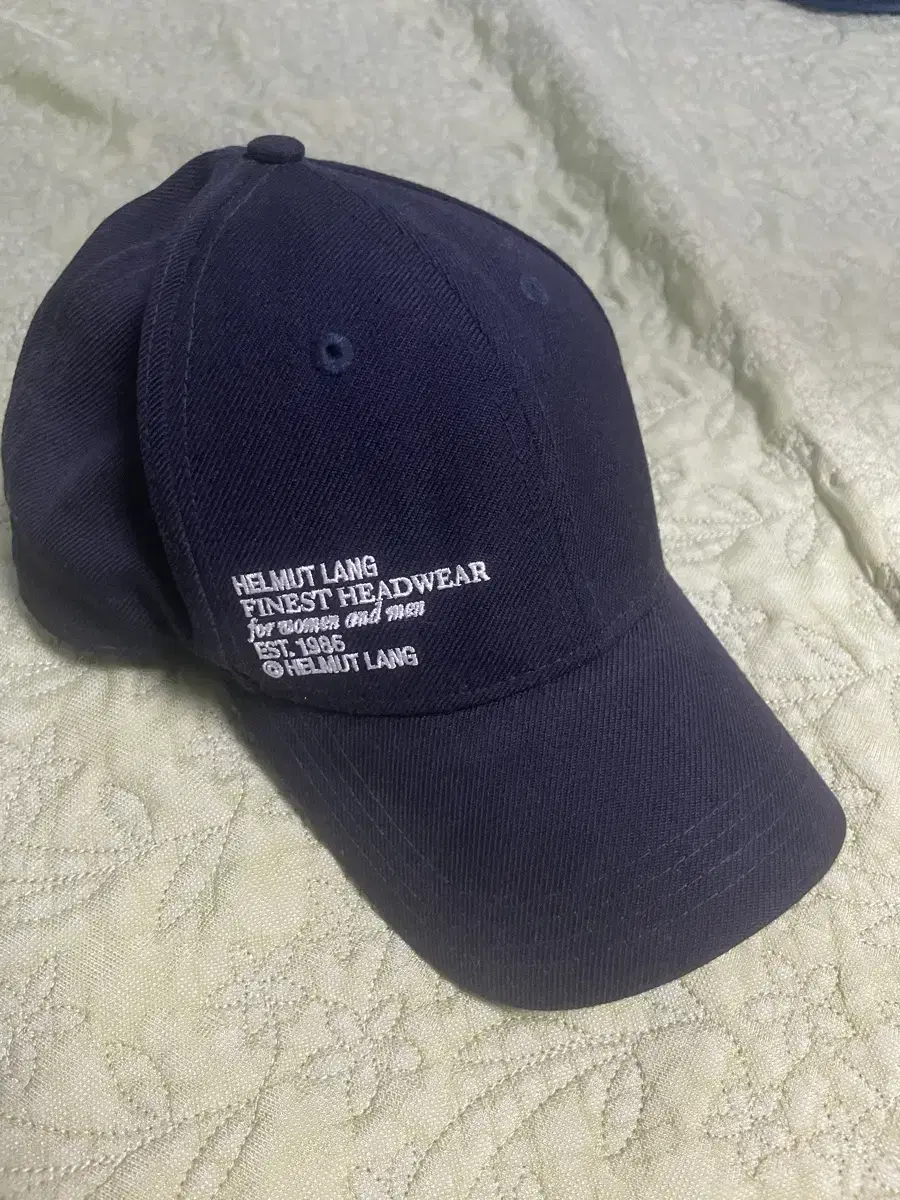 HELMUT LANG
FINEST HEADWEAR
for women and men
EST. 1986
© HELMUT LANG